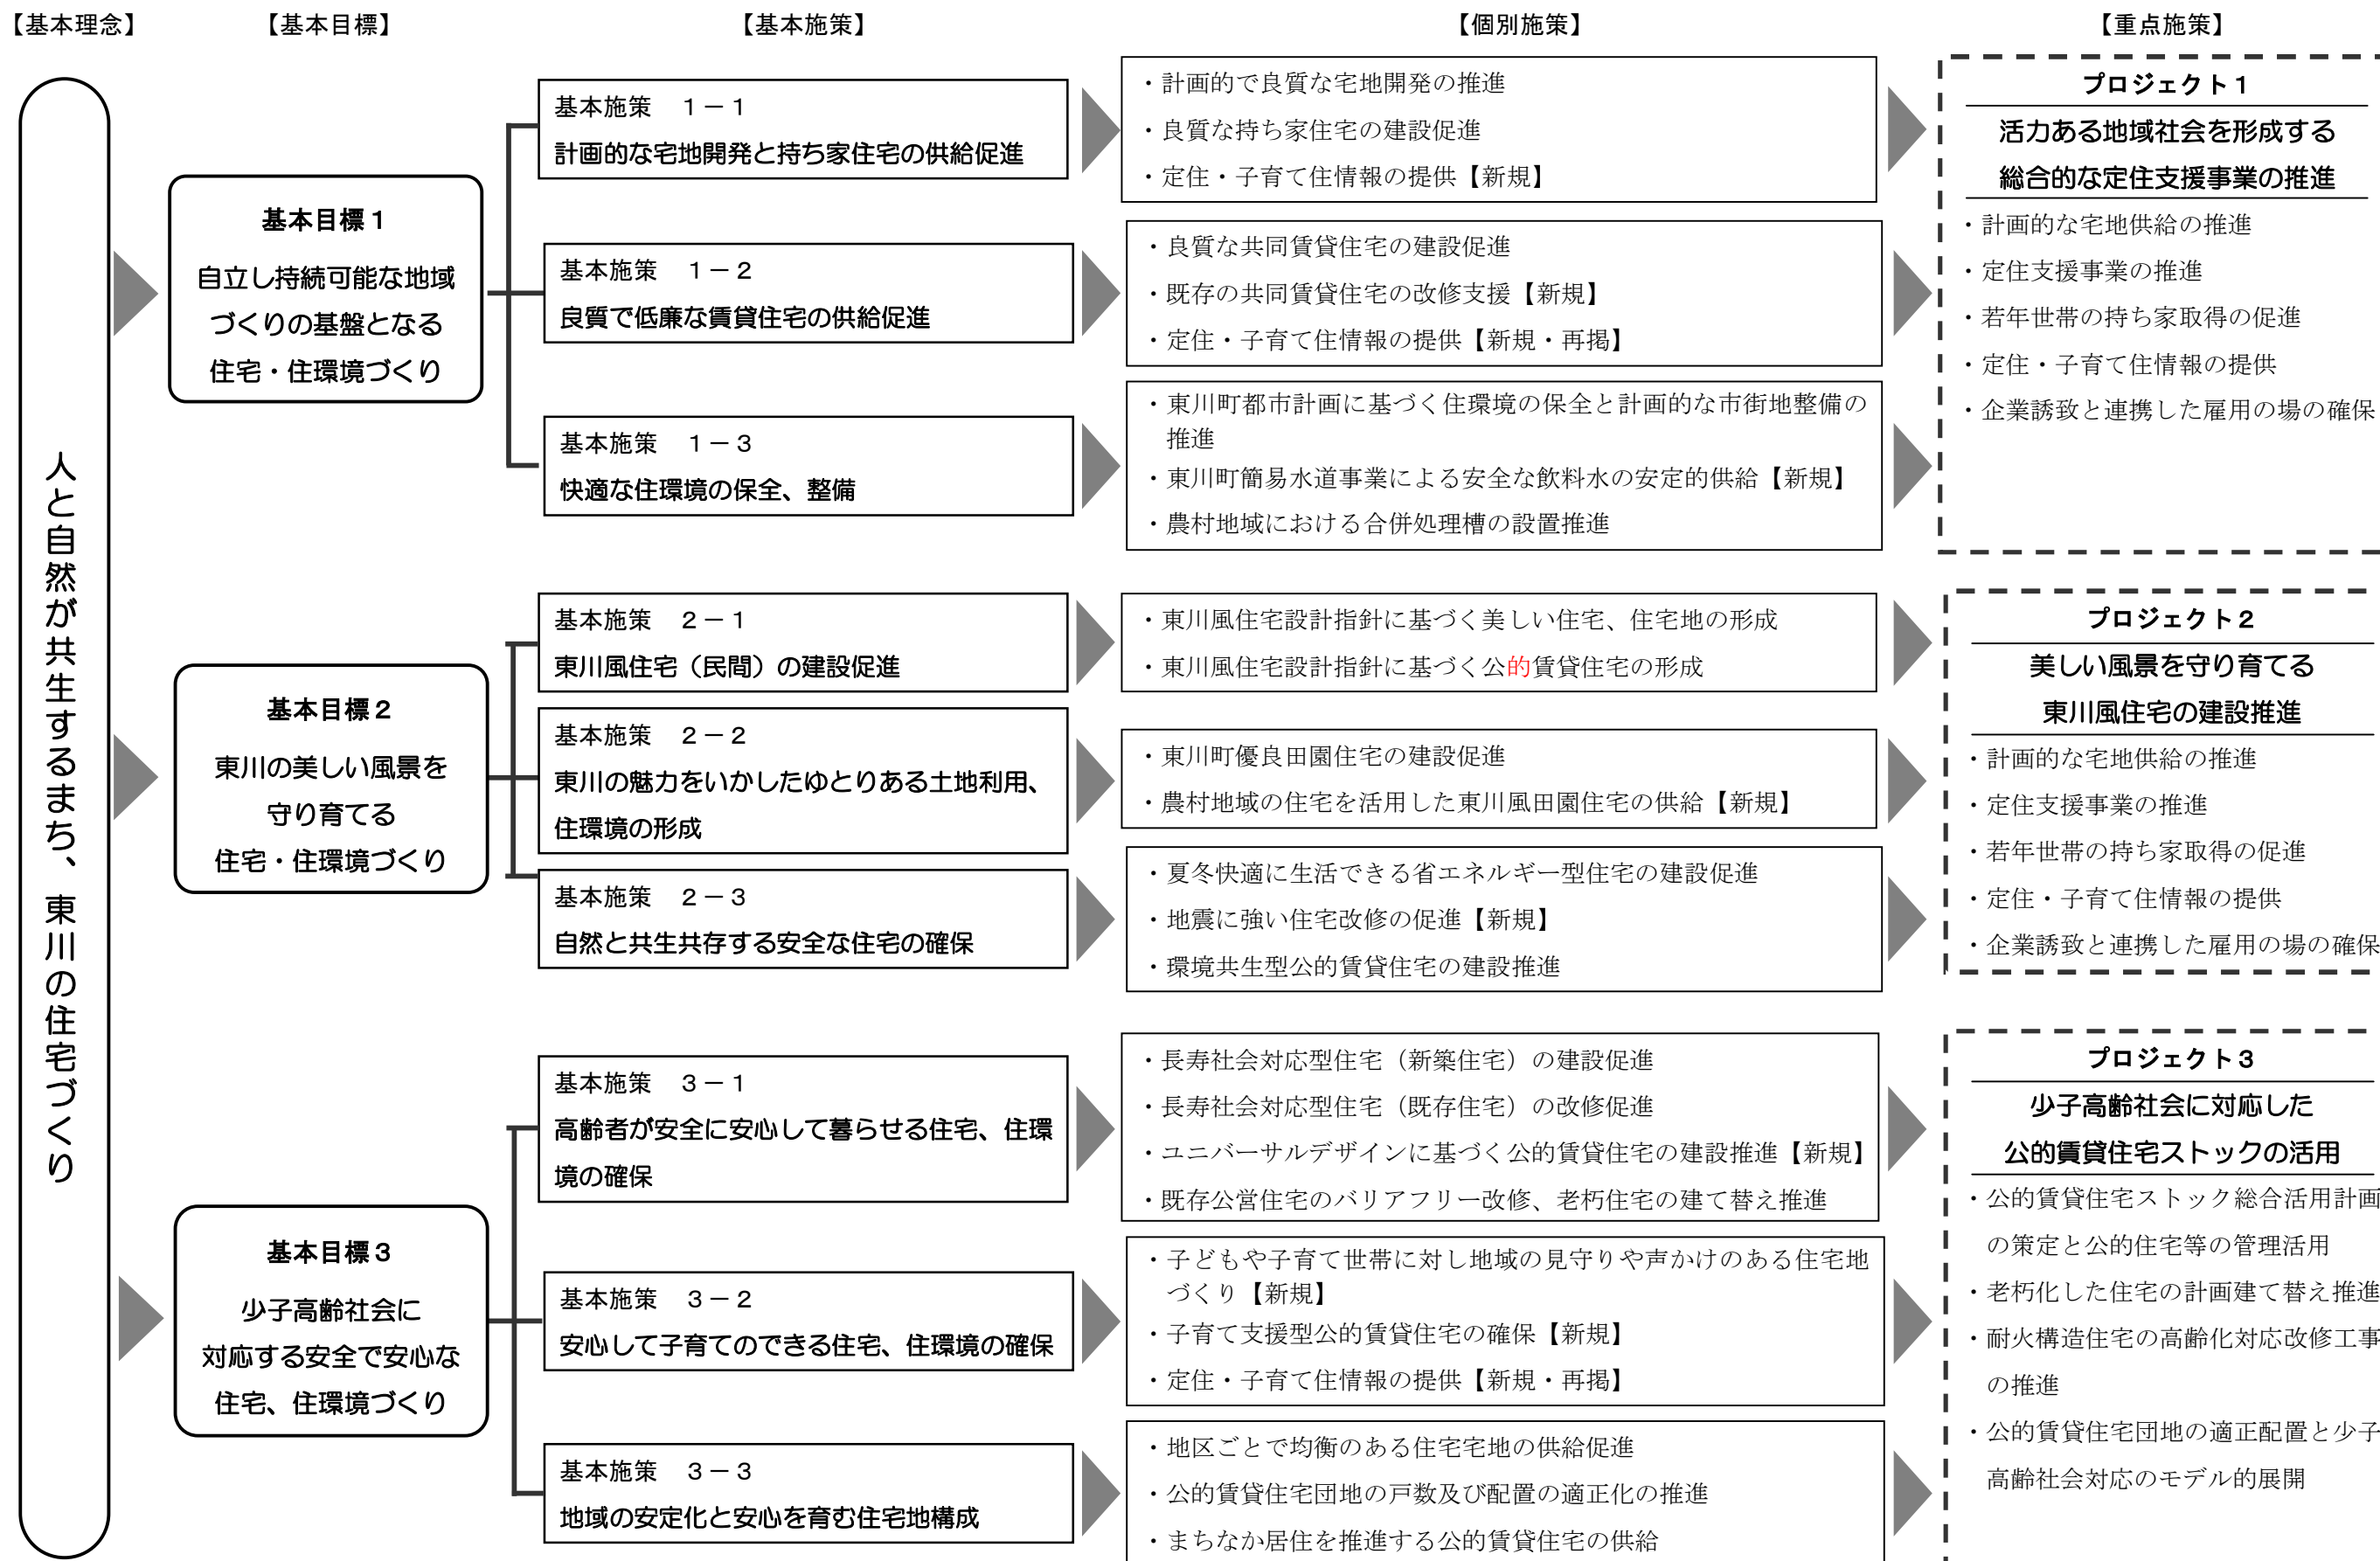 【基本理念】
【基本目標】
【基本施策】
【個別施策】
【重点施策】
人と自然が共生するまち、東川の住宅づくり
基本目標１
自立し持続可能な地域
づくりの基盤となる
住宅・住環境づくり
基本施策　１－１
計画的な宅地開発と持ち家住宅の供給促進
・計画的で良質な宅地開発の推進
・良質な持ち家住宅の建設促進
・定住・子育て住情報の提供【新規】
基本施策　１－２
良質で低廉な賃貸住宅の供給促進
・良質な共同賃貸住宅の建設促進
・既存の共同賃貸住宅の改修支援【新規】
・定住・子育て住情報の提供【新規・再掲】
基本施策　１－３
快適な住環境の保全、整備
・東川町都市計画に基づく住環境の保全と計画的な市街地整備の
推進
・東川町簡易水道事業による安全な飲料水の安定的供給【新規】
・農村地域における合併処理槽の設置推進
プロジェクト１
活力ある地域社会を形成する
総合的な定住支援事業の推進
・計画的な宅地供給の推進
・定住支援事業の推進
・若年世帯の持ち家取得の促進
・定住・子育て住情報の提供
・企業誘致と連携した雇用の場の確保
基本目標２
東川の美しい風景を
守り育てる
住宅・住環境づくり
基本施策　２－１
東川風住宅（民間）の建設促進
・東川風住宅設計指針に基づく美しい住宅、住宅地の形成
・東川風住宅設計指針に基づく公的賃貸住宅の形成
基本施策　２－２
東川の魅力をいかしたゆとりある土地利用、
住環境の形成
・東川町優良田園住宅の建設促進
・農村地域の住宅を活用した東川風田園住宅の供給【新規】
基本施策　２－３
自然と共生共存する安全な住宅の確保
・夏冬快適に生活できる省エネルギー型住宅の建設促進
・地震に強い住宅改修の促進【新規】
・環境共生型公的賃貸住宅の建設推進
プロジェクト２
美しい風景を守り育てる
東川風住宅の建設推進
・計画的な宅地供給の推進
・定住支援事業の推進
・若年世帯の持ち家取得の促進
・定住・子育て住情報の提供
・企業誘致と連携した雇用の場の確保
基本目標３
少子高齢社会に
対応する安全で安心な
住宅、住環境づくり
基本施策　３－１
高齢者が安全に安心して暮らせる住宅、住環
境の確保
・長寿社会対応型住宅（新築住宅）の建設促進
・長寿社会対応型住宅（既存住宅）の改修促進
・ユニバーサルデザインに基づく公的賃貸住宅の建設推進【新規】
・既存公営住宅のバリアフリー改修、老朽住宅の建て替え推進
基本施策　３－２
安心して子育てのできる住宅、住環境の確保
・子どもや子育て世帯に対し地域の見守りや声かけのある住宅地
づくり【新規】
・子育て支援型公的賃貸住宅の確保【新規】
・定住・子育て住情報の提供【新規・再掲】
基本施策　３－３
地域の安定化と安心を育む住宅地構成
・地区ごとで均衡のある住宅宅地の供給促進
・公的賃貸住宅団地の戸数及び配置の適正化の推進
・まちなか居住を推進する公的賃貸住宅の供給
プロジェクト３
少子高齢社会に対応した
公的賃貸住宅ストックの活用
・公的賃貸住宅ストック総合活用計画
の策定と公的住宅等の管理活用
・老朽化した住宅の計画建て替え推進
・耐火構造住宅の高齢化対応改修工事
の推進
・公的賃貸住宅団地の適正配置と少子
高齢社会対応のモデル的展開